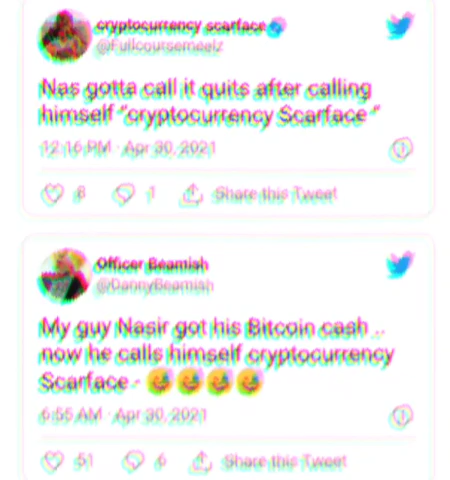 cryptocurrency scarface
@Fullcoursemeelz
Nas gotta call it quits after calling
himself "cryptocurrency Scarface"
12:16 PM · Apr 30, 2021
8 1 Share this Tweet
Officer Beamish
@DannyBeamish
My guy Nasir got his Bitcoin cash ..
now he calls himself cryptocurrency
Scarface -
6:55 AM · Apr 30, 2021
51 6 Share this Tweet